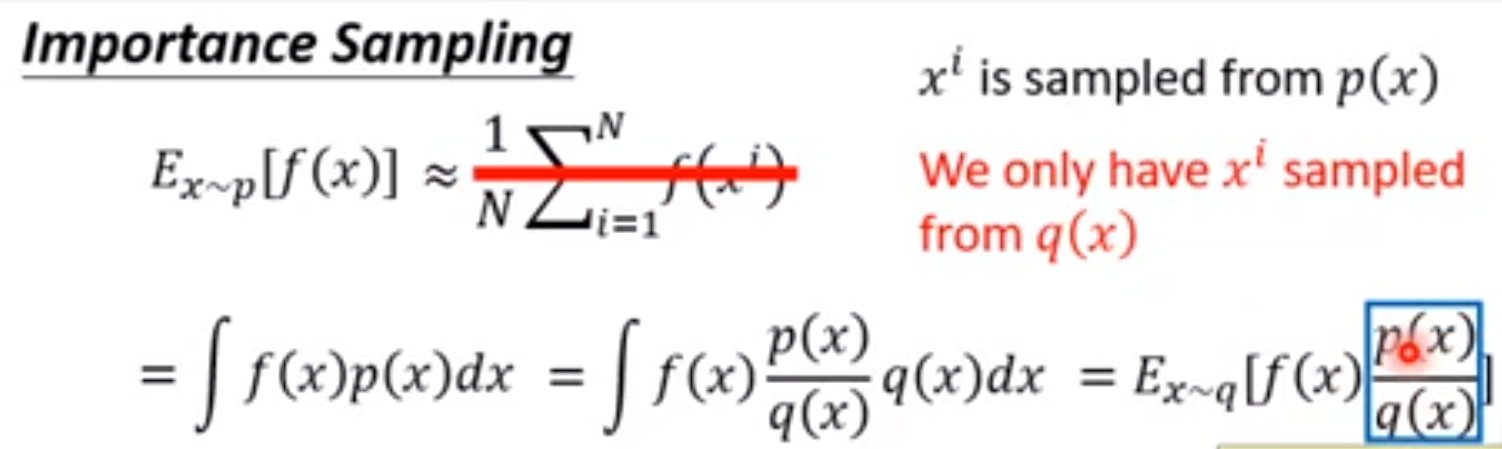 Importance Sampling
x^i is sampled from p(x)
E_{x~p}[f(x)] ≈ 1/N ∑_{i=1}^N f(x^i)
We only have x^i sampled
from q(x)
= ∫ f(x)p(x)dx = ∫ f(x) p(x)/q(x) q(x)dx = E_{x~q}[f(x) p(x)/q(x)]